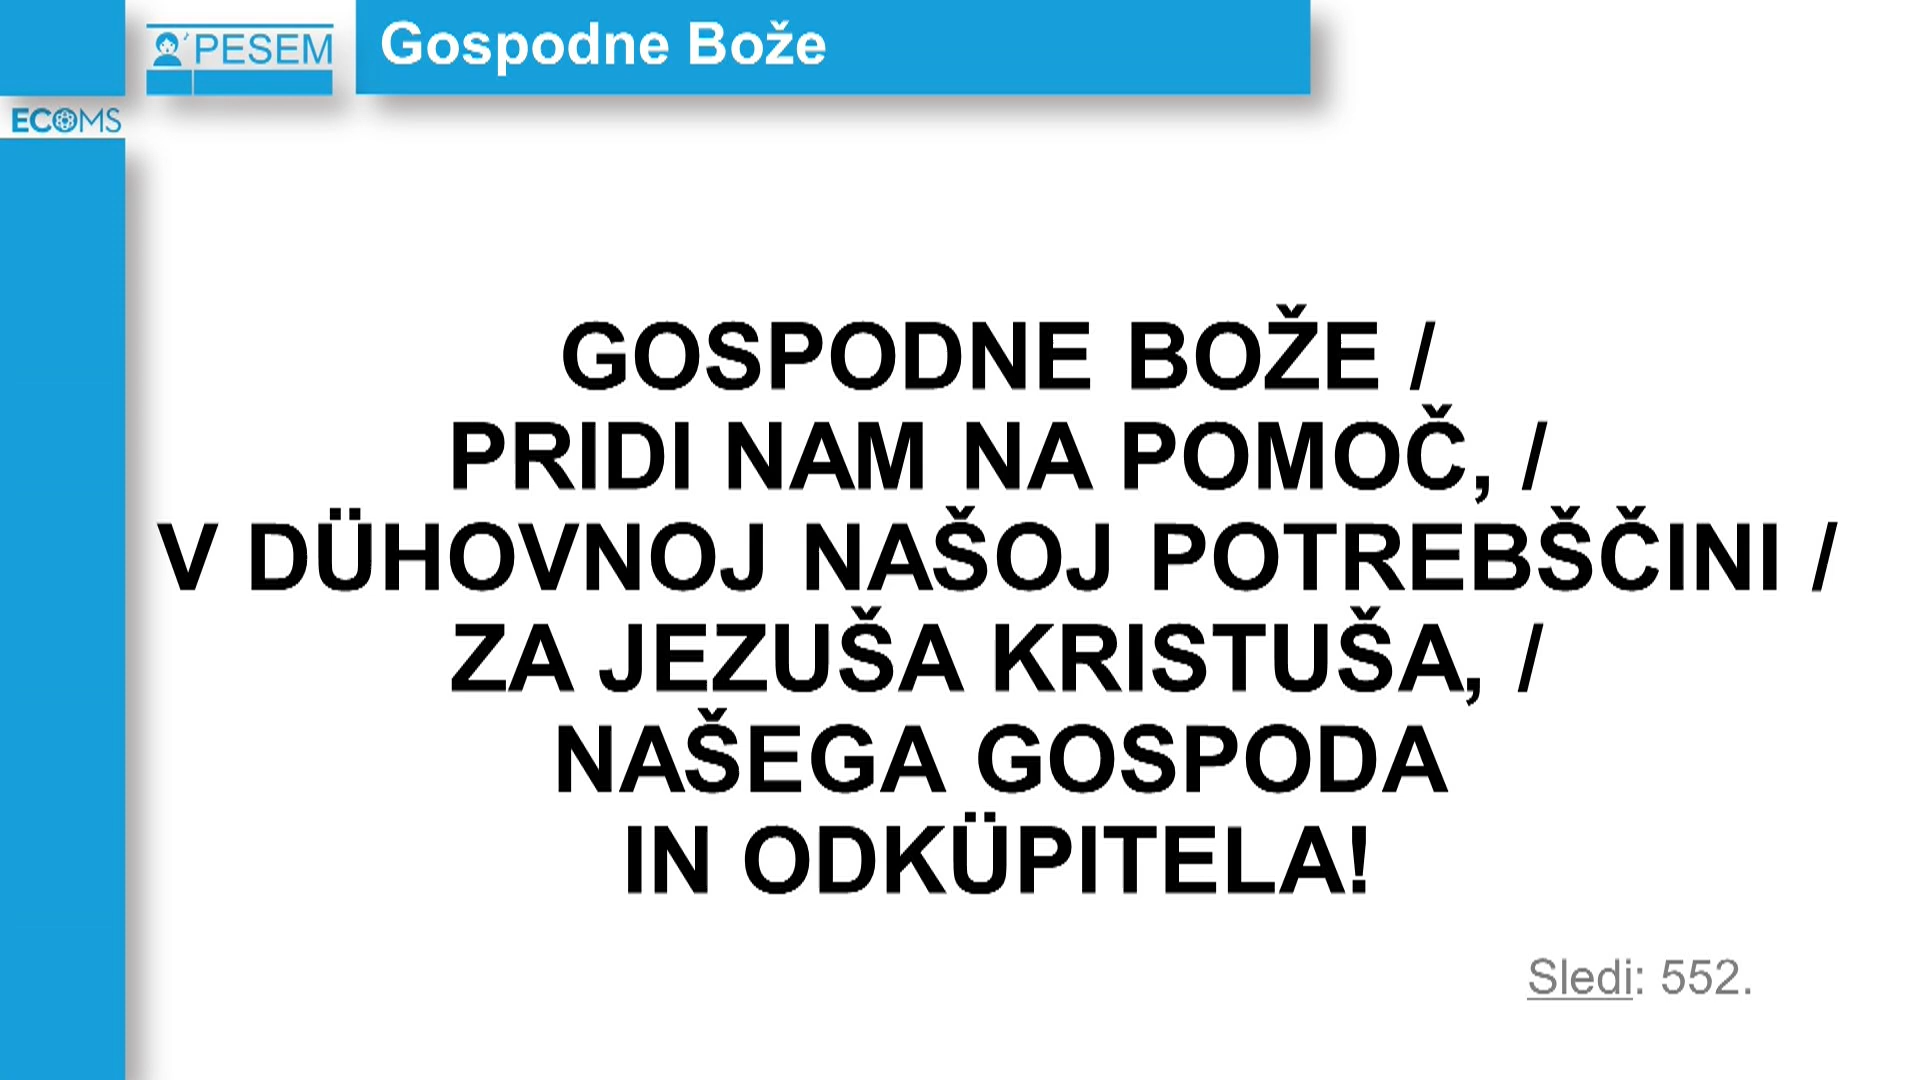 PESEM
Gospodne Bože
ECOMS
GOSPODNE BOŽE /
PRIDI NAM NA POMOČ, /
V DÜHOVNOJ NAŠOJ POTREBŠČINI /
ZA JEZUŠA KRISTUŠA, /
NAŠEGA GOSPODA
IN ODKÜPITELA!
Sledi: 552.